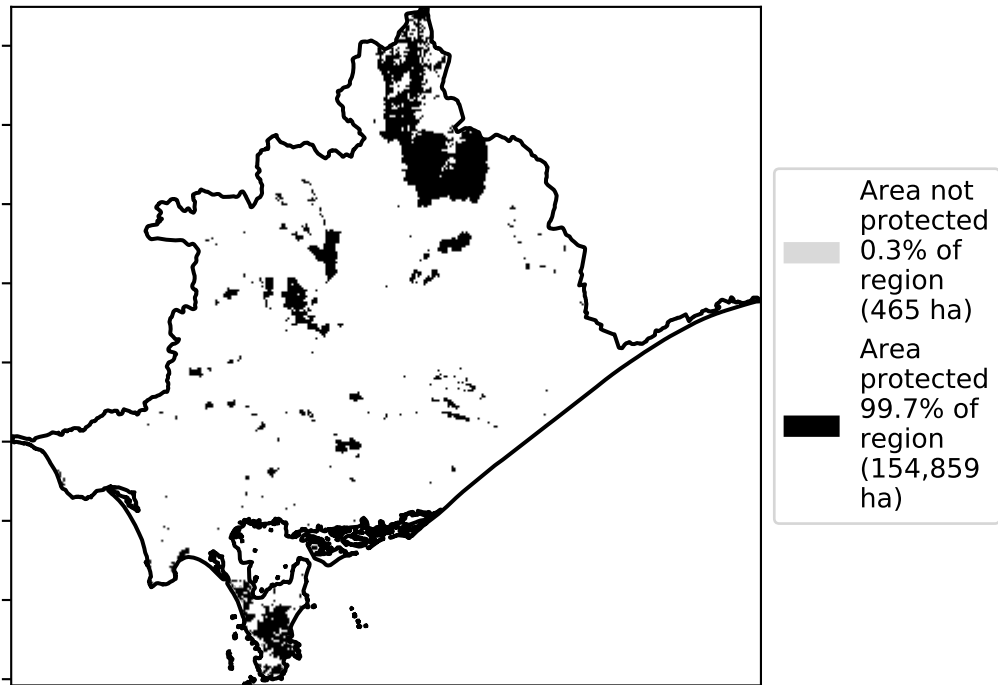 Area not
protected
0.3% of
region
(465 ha)
Area
protected
99.7% of
region
(154,859
ha)